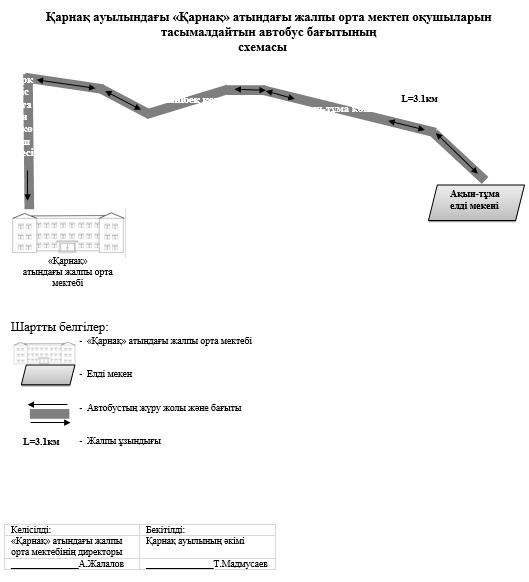 Қарнақ ауылындағы «Қарнақ» атындағы жалпы орта мектеп оқушыларын
тасымалдайтын автобус бағытының
схемасы
L=3.1км
Ақын-тұма
елді мекені
«Қарнақ»
атындағы жалпы орта
мектебі
Шартты белгілер:
- «Қарнақ» атындағы жалпы орта мектебі
- Елді мекен
- Автобустың жүру жолы және бағыты
L=3.1км - Жалпы ұзындығы
Келісілді: Бекітілді:
«Қарнақ» атындағы жалпы Қарнақ ауылының әкімі
орта мектебінің директоры
А.Жалалов Т.Мадмусаев